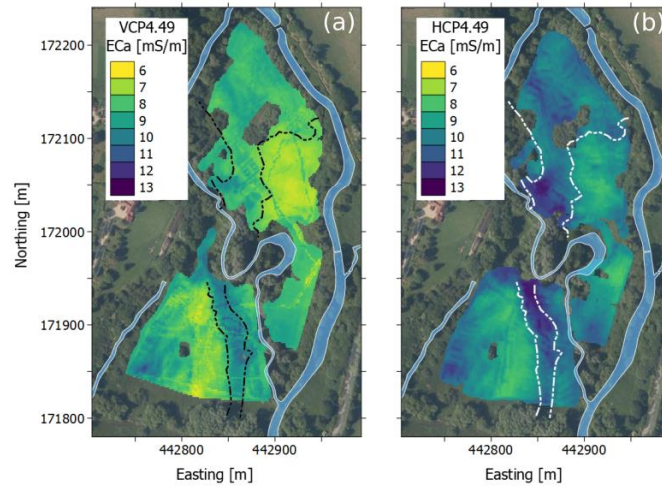 VCP4.49
ECa [mS/m]
6
7
8
9
10
11
12
13
(a)
HCP4.49
ECa [mS/m]
6
7
8
9
10
11
12
13
(b)
Northing [m]
172200
172100
172000
171900
171800
442800
442900
442800
442900
Easting [m]
Easting [m]